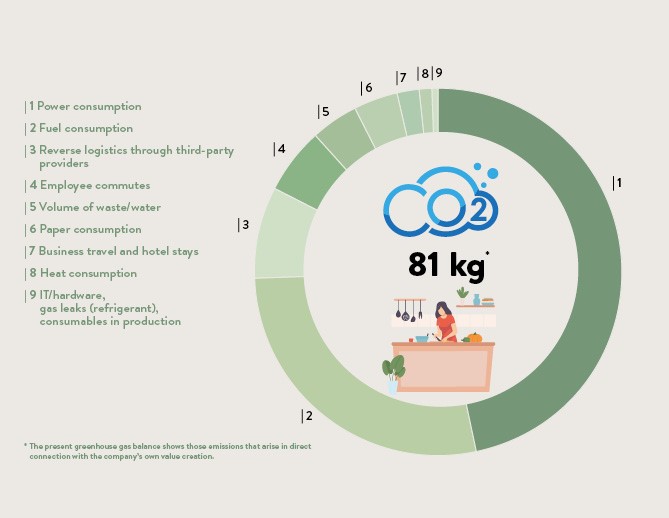 |1 Power consumption
|2 Fuel consumption
|3 Reverse logistics through third-party
providers
|4 Employee commutes
|5 Volume of waste/water
|6 Paper consumption
|7 Business travel and hotel stays
|8 Heat consumption
|9 IT/hardware,
gas leaks (refrigerant),
consumables in production
|1
|2
|3
|4
|5
|6
|7
|8
|9
CO2
81 kg*
* The present greenhouse gas balance shows those emissions that arise in direct
connection with the company's own value creation.